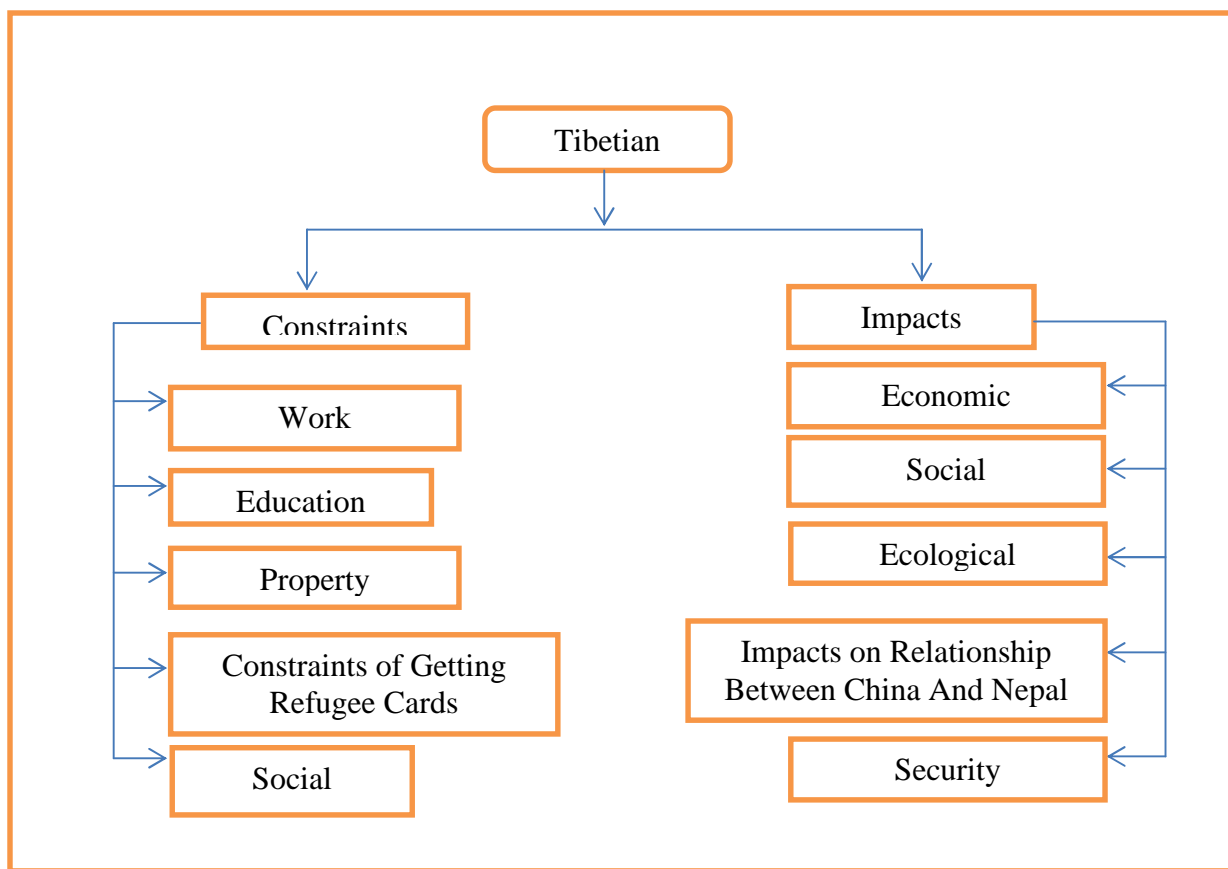 Tibetian
Constraints
Work
Education
Property
Constraints of Getting
Refugee Cards
Social
Impacts
Economic
Social
Ecological
Impacts on Relationship
Between China And Nepal
Security